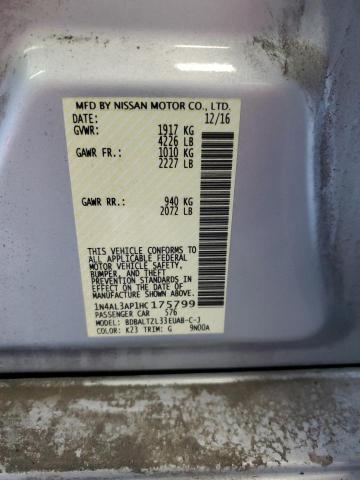 MFD BY NISSAN MOTOR CO., LTD.
DATE: 12/16
GVWR: 1917 KG
4226 LB
GAWR FR.: 1010 KG
2227 LB
GAWR RR: 940 KG
2072 LB
THIS VEHICLE CONFORMS TO
ALL APPLICABLE FEDERAL
MOTOR VEHICLE SAFETY,
BUMPER, AND THEFT
PREVENTION STANDARDS IN
EFFECT ON THE DATE OF
MANUFACTURE SHOWN ABOVE.
1N4AL3AP1HC175799
PASSENGER CAR 576
MODEL: BDBALTZL33EUAB-C-J
COLOR: K23 TRIM: G 9N00A